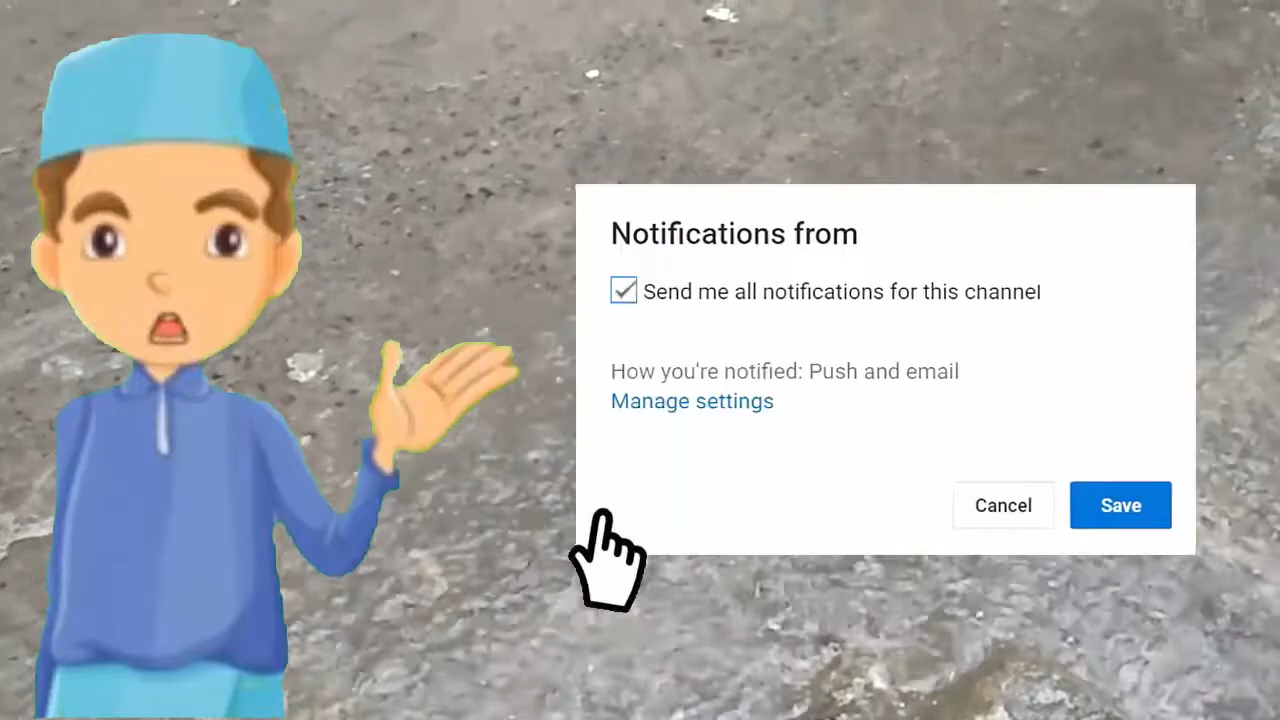 Notifications from
Send me all notifications for this channel
How you're notified: Push and email
Manage settings
Cancel
Save